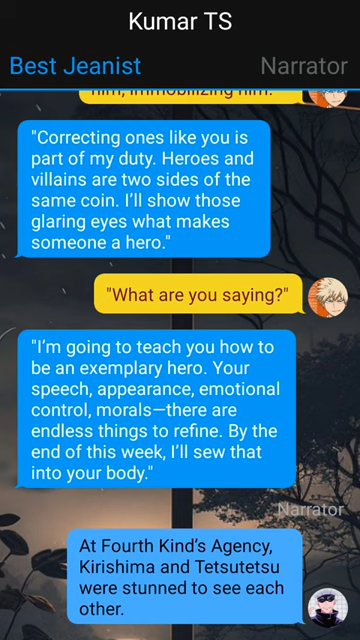 Kumar TS
Best Jeanist
Narrator
him, immobilizing him.
"Correcting ones like you is
part of my duty. Heroes and
villains are two sides of the
same coin. I'll show those
glaring eyes what makes
someone a hero."
"What are you saying?"
"I'm going to teach you how to
be an exemplary hero. Your
speech, appearance, emotional
control, morals—there are
endless things to refine. By the
end of this week, I'll sew that
into your body."
Narrator
At Fourth Kind's Agency,
Kirishima and Tetsutetsu
were stunned to see each
other.